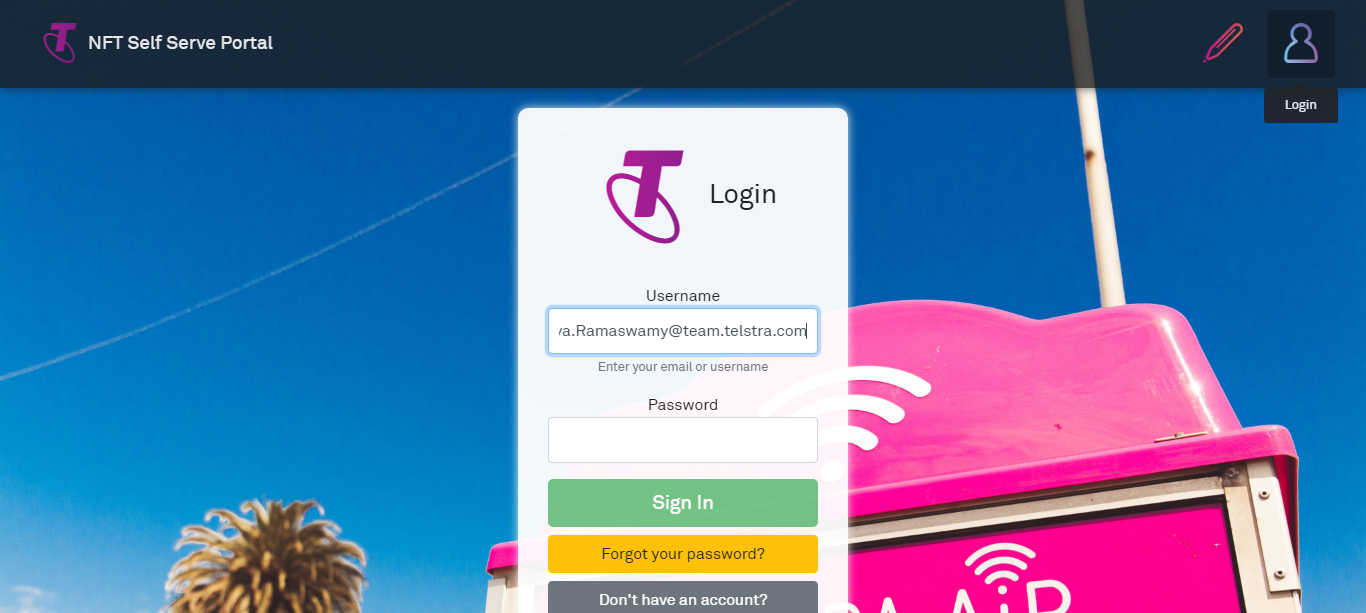 NFT Self Serve Portal
Login
Login
Username
va.Ramaswamy@team.telstra.com
Enter your email or username
Password
Sign In
Forgot your password?
Don't have an account?